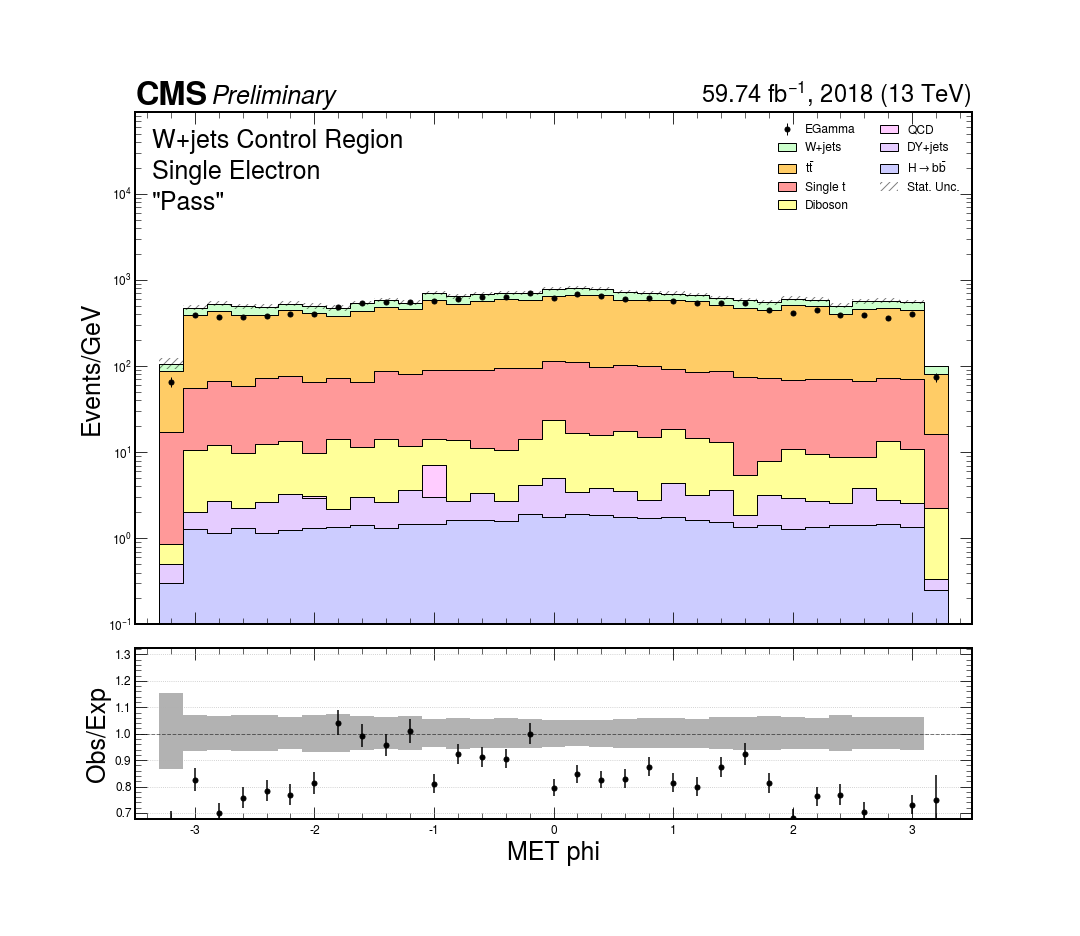 CMS Preliminary
59.74 fb⁻¹, 2018 (13 TeV)
W+jets Control Region
Single Electron
"Pass"
EGamma
W+jets
tt̄
Single t
Diboson
QCD
DY+jets
H→bb̄
Stat. Unc.
Events/GeV
10⁴
10³
10²
10¹
10⁰
10⁻¹
Obs/Exp
1.3
1.2
1.1
1.0
0.9
0.8
0.7
-3 -2 -1 0 1 2 3
MET phi